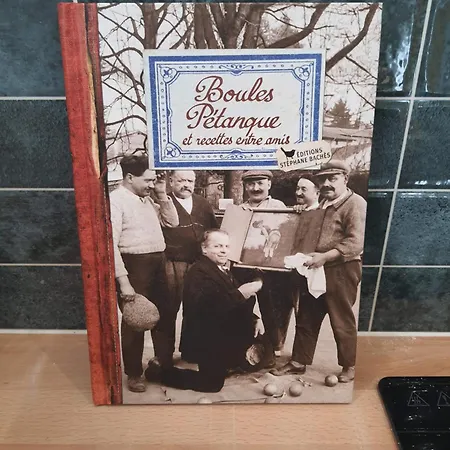 Boules
Pétanque
et recettes entre amis
ÉDITIONS
STÉPHANE BACHÈS